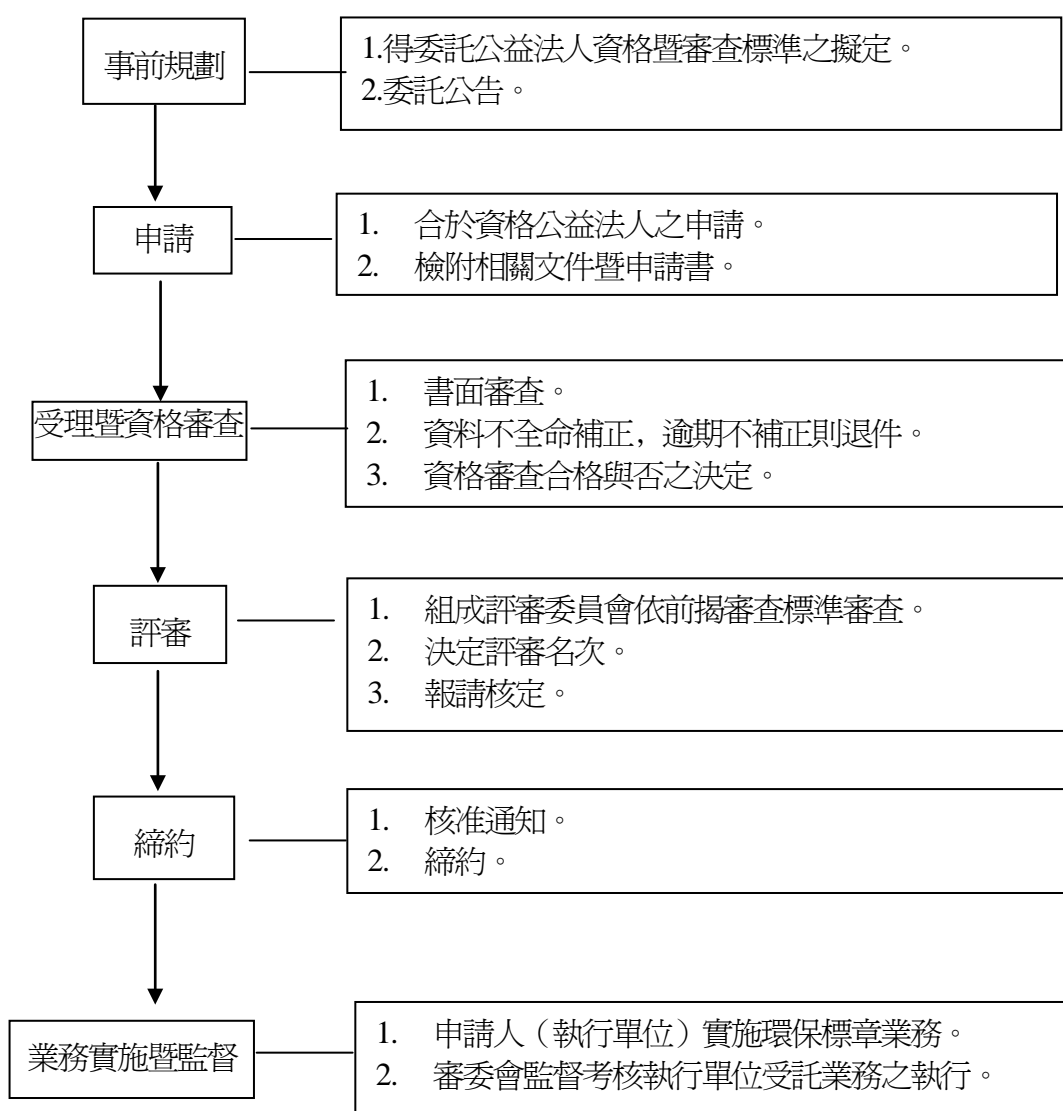 事前規劃
1.得委託公益法人資格暨審查標準之擬定。
2.委託公告。
申請
1. 合於資格公益法人之申請。
2. 檢附相關文件暨申請書。
受理暨資格審查
1. 書面審查。
2. 資料不全命補正，逾期不補正則退件。
3. 資格審查合格與否之決定。
評審
1. 組成評審委員會依前揭審查標準審查。
2. 決定評審名次。
3. 報請核定。
締約
1. 核准通知。
2. 締約。
業務實施暨監督
1. 申請人（執行單位）實施環保標章業務。
2. 審委會監督考核執行單位受託業務之執行。